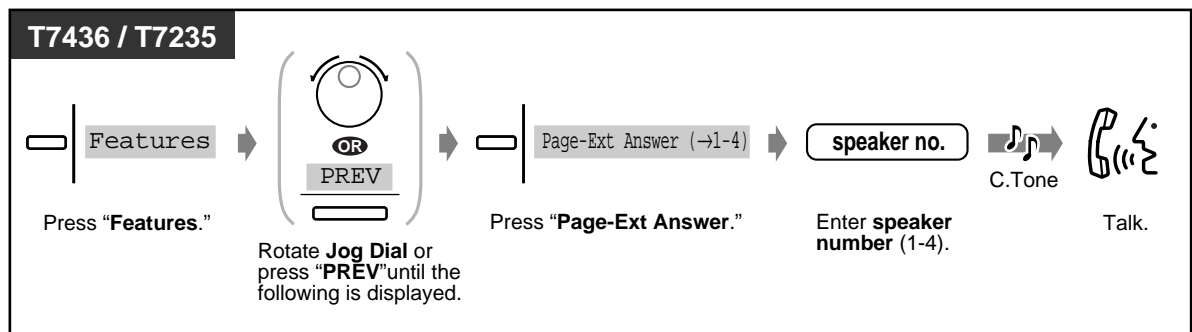 T7436 / T7235
Features
OR
PREV
Page-Ext Answer (→1-4)
speaker no.
C.Tone
Press “Features.”
Rotate Jog Dial or
press “PREV”until the
following is displayed.
Press “Page-Ext Answer.”
Enter speaker
number (1-4).
Talk.